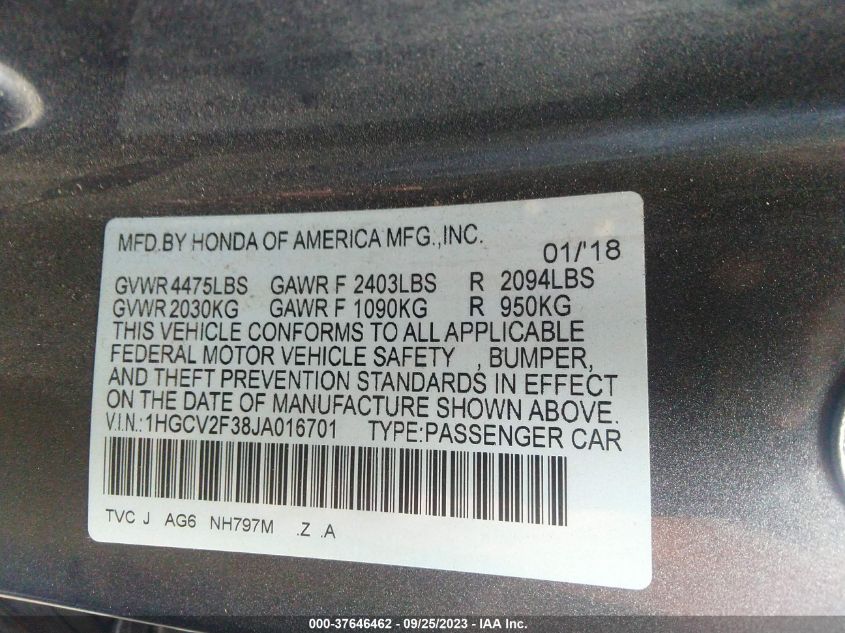 MFD.BY HONDA OF AMERICA MFG.,INC.
01/'18
GVWR 4475LBS GAWR F 2403LBS R 2094LBS
GVWR 2030KG GAWR F 1090KG R 950KG
THIS VEHICLE CONFORMS TO ALL APPLICABLE
FEDERAL MOTOR VEHICLE SAFETY , BUMPER,
AND THEFT PREVENTION STANDARDS IN EFFECT
ON THE DATE OF MANUFACTURE SHOWN ABOVE.
V.I.N.:1HGCV2F38JA016701 TYPE:PASSENGER CAR
TVC J AG6 NH797M .Z .A
000-37646462 - 09/25/2023 - © IAA Inc.